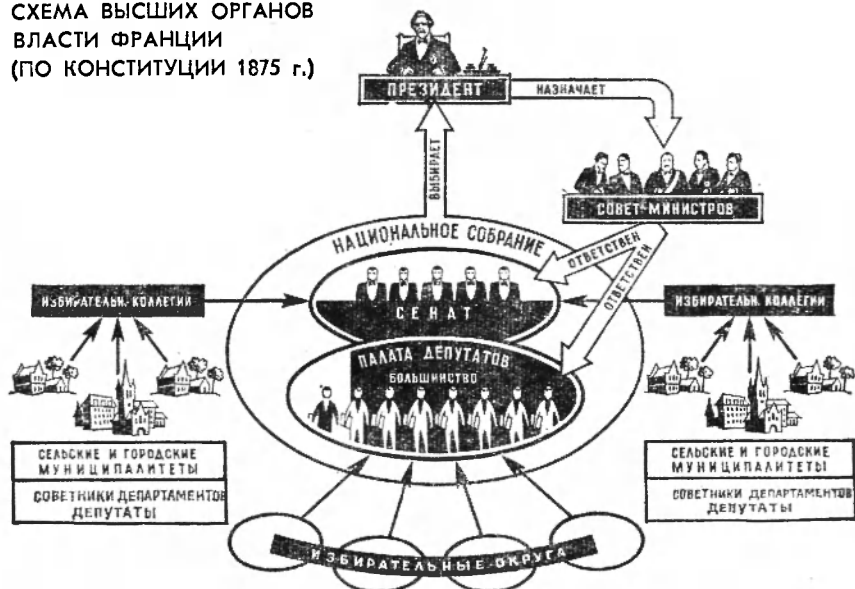 СХЕМА ВЫСШИХ ОРГАНОВ
ВЛАСТИ ФРАНЦИИ
(ПО КОНСТИТУЦИИ 1875 г.)
ПРЕЗИДЕНТ
НАЗНАЧАЕТ
ВЫБИРАЕТ
СОВЕТ-МИНИСТРОВ
НАЦИОНАЛЬНОЕ СОБРАНИЕ
ОТВЕТСТВЕН
ОТВЕТСТВЕН
ИЗБИРАТЕЛЬН. КОЛЛЕГИИ
СЕНАТ
ИЗБИРАТЕЛЬН. КОЛЛЕГИИ
ПАЛАТА ДЕПУТАТОВ
БОЛЬШИНСТВО
СЕЛЬСКИЕ И ГОРОДСКИЕ
МУНИЦИПАЛИТЕТЫ
СОВЕТНИКИ ДЕПАРТАМЕНТОВ
ДЕПУТАТЫ
СЕЛЬСКИЕ И ГОРОДСКИЕ
МУНИЦИПАЛИТЕТЫ
СОВЕТНИКИ ДЕПАРТАМЕНТОВ
ДЕПУТАТЫ
ИЗБИРАТЕЛЬНЫЕ-ОКРУГА